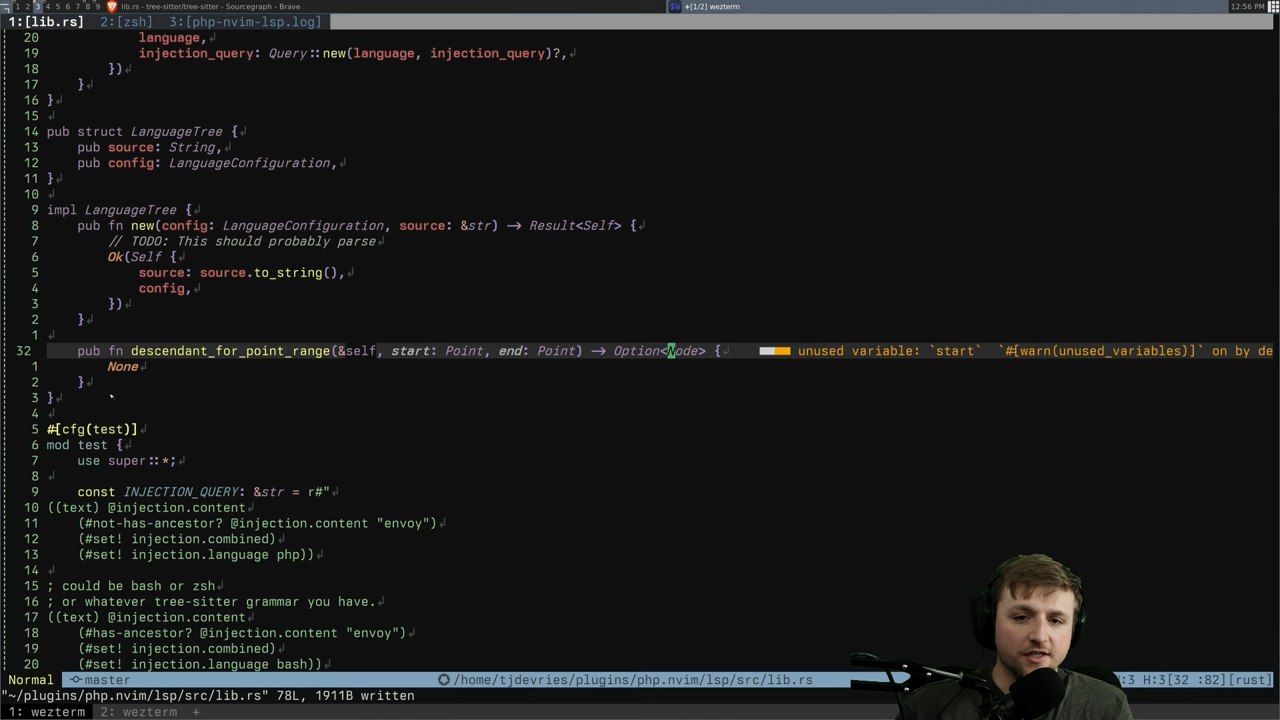 1 2 3 4 5 6 7 8 9 lib.rs - tree-sitter/tree-sitter - Sourcegraph - Brave +[1/2] wezterm 12:56 PM
1:[lib.rs] 2:[zsh] 3:[php-nvim-lsp.log]
20 language,
19 injection_query: Query::new(language, injection_query)?,
18 })
17 }
16 }
15
14 pub struct LanguageTree {
13 pub source: String,
12 pub config: LanguageConfiguration,
11 }
10
9 impl LanguageTree {
8 pub fn new(config: LanguageConfiguration, source: &str) -> Result<Self> {
7 // TODO: This should probably parse
6 Ok(Self {
5 source: source.to_string(),
4 config,
3 })
2 }
1
32 pub fn descendant_for_point_range(&self, start: Point, end: Point) -> Option<Node> { unused variable: `start` `#[warn(unused_variables)]` on by de
1 None
2 }
3 }
4
5 #[cfg(test)]
6 mod test {
7 use super::*;
8
9 const INJECTION_QUERY: &str = r#"
10 ((text) @injection.content
11 (#not-has-ancestor? @injection.content "envoy")
12 (#set! injection.combined)
13 (#set! injection.language php))
14
15 ; could be bash or zsh
16 ; or whatever tree-sitter grammar you have.
17 ((text) @injection.content
18 (#has-ancestor? @injection.content "envoy")
19 (#set! injection.combined)
20 (#set! injection.language bash))
Normal master /home/tjdevries/plugins/php.nvim/lsp/src/lib.rs :3 H:3[32 :82][rust]
"~/plugins/php.nvim/lsp/src/lib.rs" 78L, 1911B written
1: wezterm 2: wezterm +